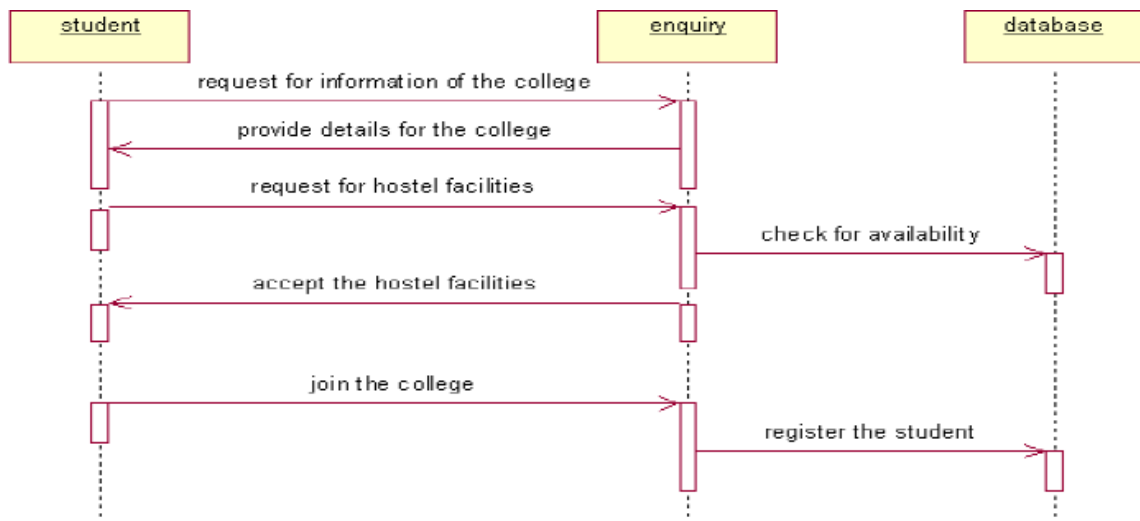 student
enquiry
database
request for information of the college
provide details for the college
request for hostel facilities
check for availability
accept the hostel facilities
join the college
register the student